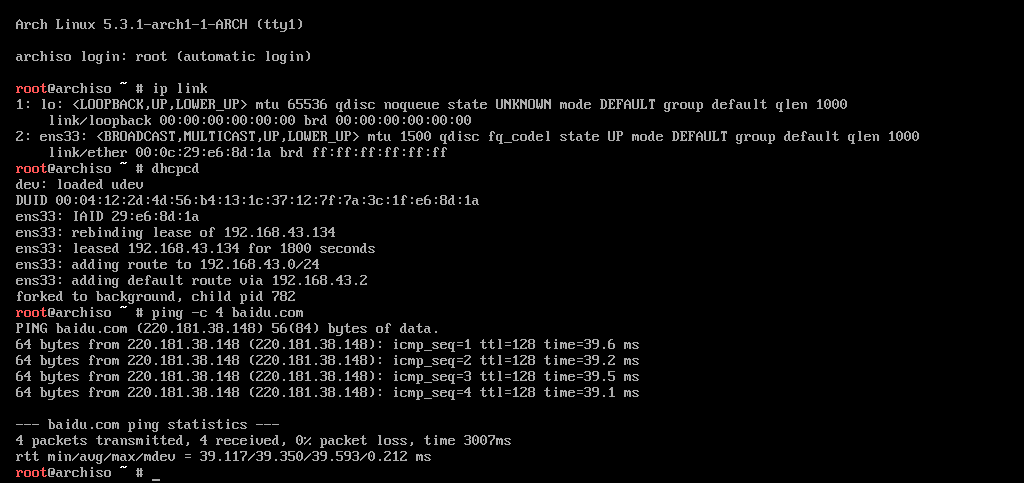 Arch Linux 5.3.1-arch1-1-ARCH (tty1)
archiso login: root (automatic login)
root@archiso ~ # ip link
1: lo: <LOOPBACK,UP,LOWER_UP> mtu 65536 qdisc noqueue state UNKNOWN mode DEFAULT group default qlen 1000
    link/loopback 00:00:00:00:00:00 brd 00:00:00:00:00:00
2: ens33: <BROADCAST,MULTICAST,UP,LOWER_UP> mtu 1500 qdisc fq_codel state UP mode DEFAULT group default qlen 1000
    link/ether 00:0c:29:e6:8d:1a brd ff:ff:ff:ff:ff:ff
root@archiso ~ # dhcpcd
dev: loaded udev
DUID 00:04:12:2d:4d:56:b4:13:1c:37:12:7f:7a:3c:1f:e6:8d:1a
ens33: IAID 29:e6:8d:1a
ens33: rebinding lease of 192.168.43.134
ens33: leased 192.168.43.134 for 1800 seconds
ens33: adding route to 192.168.43.0/24
ens33: adding default route via 192.168.43.2
forked to background, child pid 782
root@archiso ~ # ping -c 4 baidu.com
PING baidu.com (220.181.38.148) 56(84) bytes of data.
64 bytes from 220.181.38.148 (220.181.38.148): icmp_seq=1 ttl=128 time=39.6 ms
64 bytes from 220.181.38.148 (220.181.38.148): icmp_seq=2 ttl=128 time=39.2 ms
64 bytes from 220.181.38.148 (220.181.38.148): icmp_seq=3 ttl=128 time=39.5 ms
64 bytes from 220.181.38.148 (220.181.38.148): icmp_seq=4 ttl=128 time=39.1 ms
--- baidu.com ping statistics ---
4 packets transmitted, 4 received, 0% packet loss, time 3007ms
rtt min/avg/max/mdev = 39.117/39.350/39.593/0.212 ms
root@archiso ~ # _